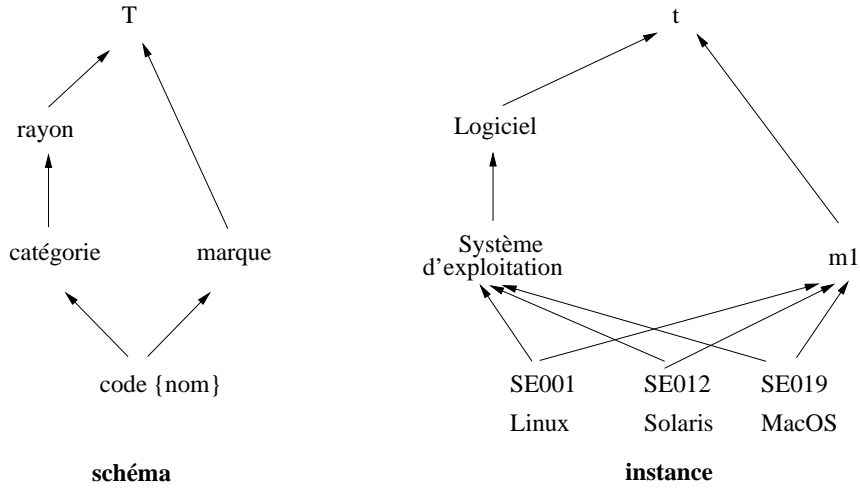 T
t
rayon
Logiciel
catégorie
marque
Système
d'exploitation
m1
code {nom}
SE001
SE012
SE019
Linux
Solaris
MacOS
schéma
instance